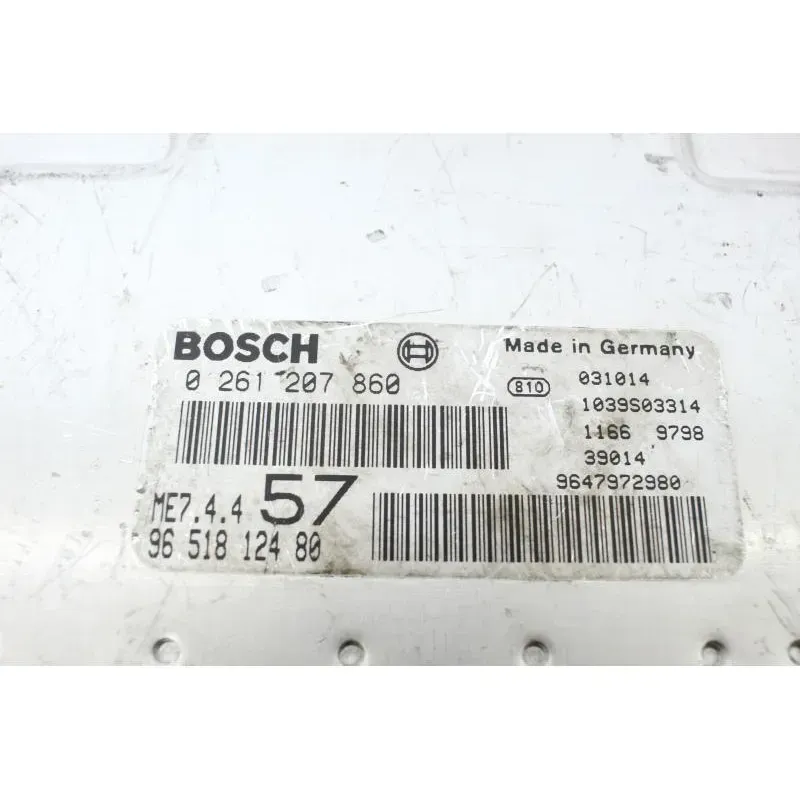 BOSCH
Made in Germany
0 261 207 860
810
031014
1039S03314
1166 9798
39014
9647972980
ME7.4.4 57
96 518 124 80